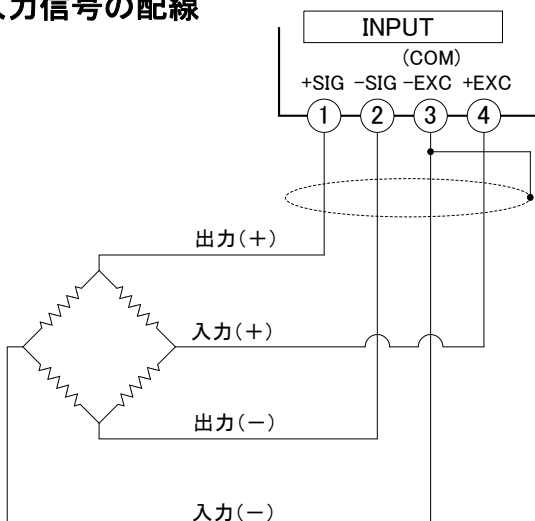 入力信号の配線
INPUT
(COM)
+SIG −SIG −EXC +EXC
1 2 3 4
出力(＋)
入力(＋)
出力(－)
入力(－)